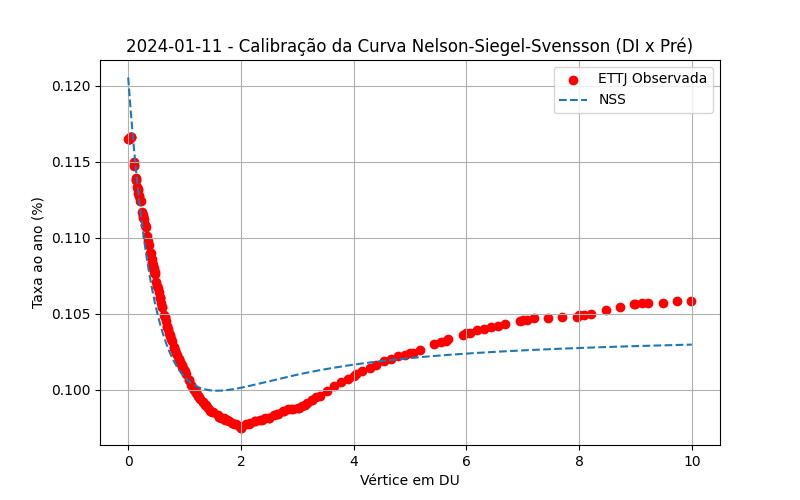 2024-01-11 - Calibração da Curva Nelson-Siegel-Svensson (DI x Pré)
ETTJ Observada
NSS
Taxa ao ano (%)
0.120
0.115
0.110
0.105
0.100
0 2 4 6 8 10
Vértice em DU